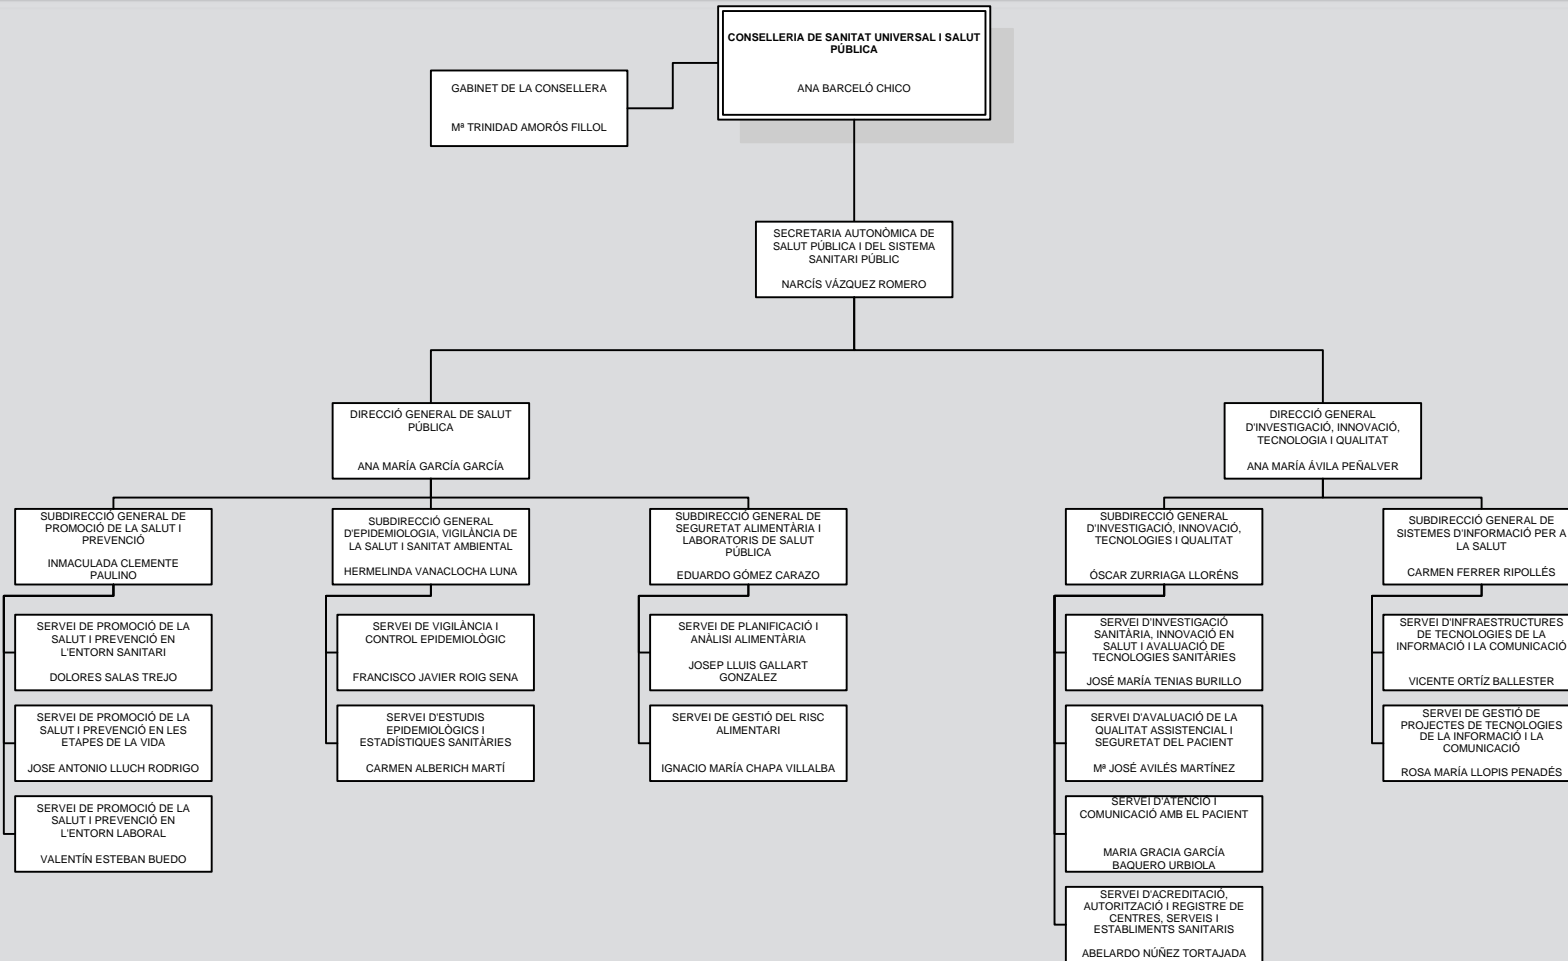 CONSELLERIA DE SANITAT UNIVERSAL I SALUT
PÚBLICA
ANA BARCELÓ CHICO
GABINET DE LA CONSELLERA
Mª TRINIDAD AMORÓS FILLOL
SECRETARIA AUTONÒMICA DE
SALUT PÚBLICA I DEL SISTEMA
SANITARI PÚBLIC
NARCÍS VÁZQUEZ ROMERO
DIRECCIÓ GENERAL DE SALUT
PÚBLICA
ANA MARÍA GARCÍA GARCÍA
DIRECCIÓ GENERAL
D'INVESTIGACIÓ, INNOVACIÓ,
TECNOLOGIA I QUALITAT
ANA MARÍA ÁVILA PEÑALVER
SUBDIRECCIÓ GENERAL DE
PROMOCIÓ DE LA SALUT I
PREVENCIÓ
INMACULADA CLEMENTE
PAULINO
SUBDIRECCIÓ GENERAL
D'EPIDEMIOLOGIA, VIGILÀNCIA DE
LA SALUT I SANITAT AMBIENTAL
HERMELINDA VANACLOCHA LUNA
SUBDIRECCIÓ GENERAL DE
SEGURETAT ALIMENTÀRIA I
LABORATORIS DE SALUT
PÚBLICA
EDUARDO GÓMEZ CARAZO
SUBDIRECCIÓ GENERAL
D'INVESTIGACIÓ, INNOVACIÓ,
TECNOLOGIES I QUALITAT
ÓSCAR ZURRIAGA LLORÉNS
SUBDIRECCIÓ GENERAL DE
SISTEMES D'INFORMACIÓ PER A
LA SALUT
CARMEN FERRER RIPOLLÉS
SERVEI DE PROMOCIÓ DE LA
SALUT I PREVENCIÓ EN
L'ENTORN SANITARI
DOLORES SALAS TREJO
SERVEI DE VIGILÀNCIA I
CONTROL EPIDEMIOLÒGIC
FRANCISCO JAVIER ROIG SENA
SERVEI DE PLANIFICACIÓ I
ANÀLISI ALIMENTÀRIA
JOSEP LLUIS GALLART
GONZALEZ
SERVEI D'INVESTIGACIÓ
SANITÀRIA, INNOVACIÓ EN
SALUT I AVALUACIÓ DE
TECNOLOGIES SANITÀRIES
JOSÉ MARÍA TENIAS BURILLO
SERVEI D'INFRAESTRUCTURES
DE TECNOLOGIES DE LA
INFORMACIÓ I LA COMUNICACIÓ
VICENTE ORTÍZ BALLESTER
SERVEI DE PROMOCIÓ DE LA
SALUT I PREVENCIÓ EN LES
ETAPES DE LA VIDA
JOSE ANTONIO LLUCH RODRIGO
SERVEI D'ESTUDIS
EPIDEMIOLÒGICS I
ESTADÍSTIQUES SANITÀRIES
CARMEN ALBERICH MARTÍ
SERVEI DE GESTIÓ DEL RISC
ALIMENTARI
IGNACIO MARÍA CHAPA VILLALBA
SERVEI D'AVALUACIÓ DE LA
QUALITAT ASSISTENCIAL I
SEGURETAT DEL PACIENT
Mª JOSÉ AVILÉS MARTÍNEZ
SERVEI DE GESTIÓ DE
PROJECTES DE TECNOLOGIES
DE LA INFORMACIÓ I LA
COMUNICACIÓ
ROSA MARÍA LLOPIS PENADÉS
SERVEI DE PROMOCIÓ DE LA
SALUT I PREVENCIÓ EN
L'ENTORN LABORAL
VALENTÍN ESTEBAN BUEDO
SERVEI D'ATENCIÓ I
COMUNICACIÓ AMB EL PACIENT
MARIA GRACIA GARCÍA
BAQUERO URBIOLA
SERVEI D'ACREDITACIÓ,
AUTORITZACIÓ I REGISTRE DE
CENTRES, SERVEIS I
ESTABLIMENTS SANITARIS
ABELARDO NÚÑEZ TORTAJADA